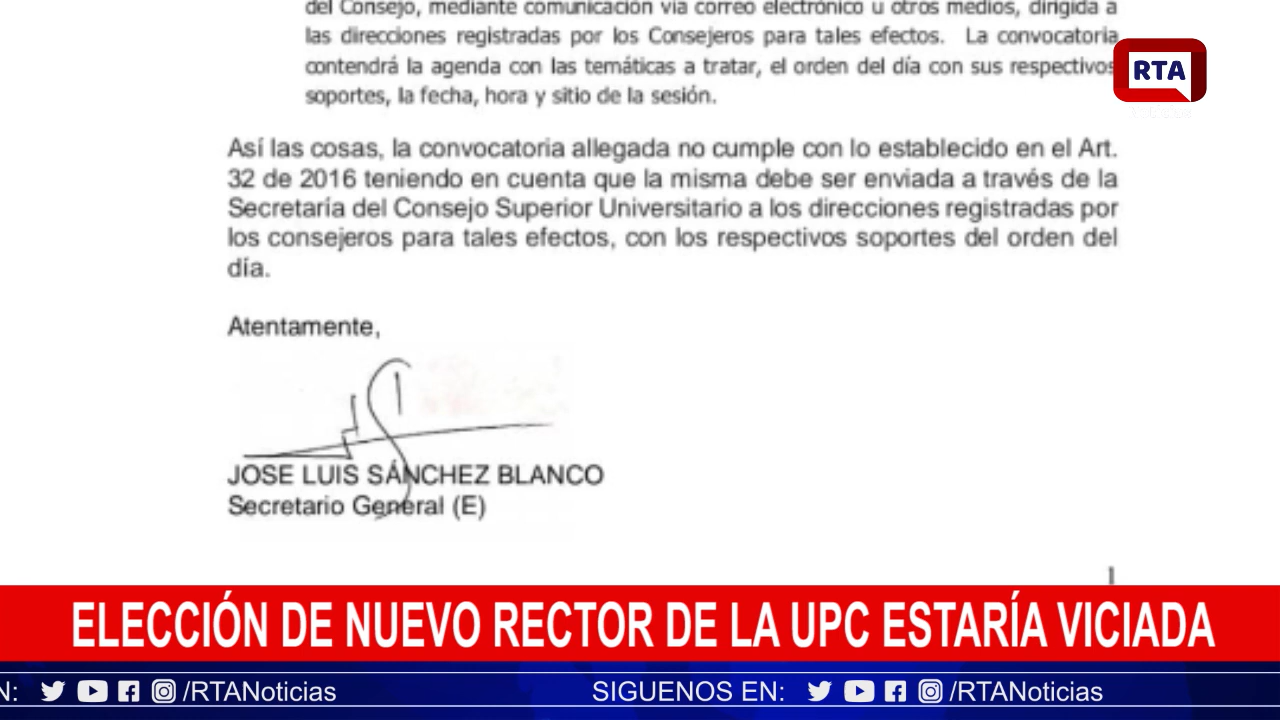 del Consejo, mediante comunicación vía correo electrónico u otros medios, dirigida a
las direcciones registradas por los Consejeros para tales efectos. La convocatoria
contendrá la agenda con las temáticas a tratar, el orden del día con sus respectivos
soportes, la fecha, hora y sitio de la sesión.
RTA
Así las cosas, la convocatoria allegada no cumple con lo establecido en el Art.
32 de 2016 teniendo en cuenta que la misma debe ser enviada a través de la
Secretaría del Consejo Superior Universitario a los direcciones registradas por
los consejeros para tales efectos, con los respectivos soportes del orden del
día.
Atentamente,
JOSE LUIS SÁNCHEZ BLANCO
Secretario General (E)
ELECCIÓN DE NUEVO RECTOR DE LA UPC ESTARÍA VICIADA
N: /RTANoticias SIGUENOS EN: /RTANoticias